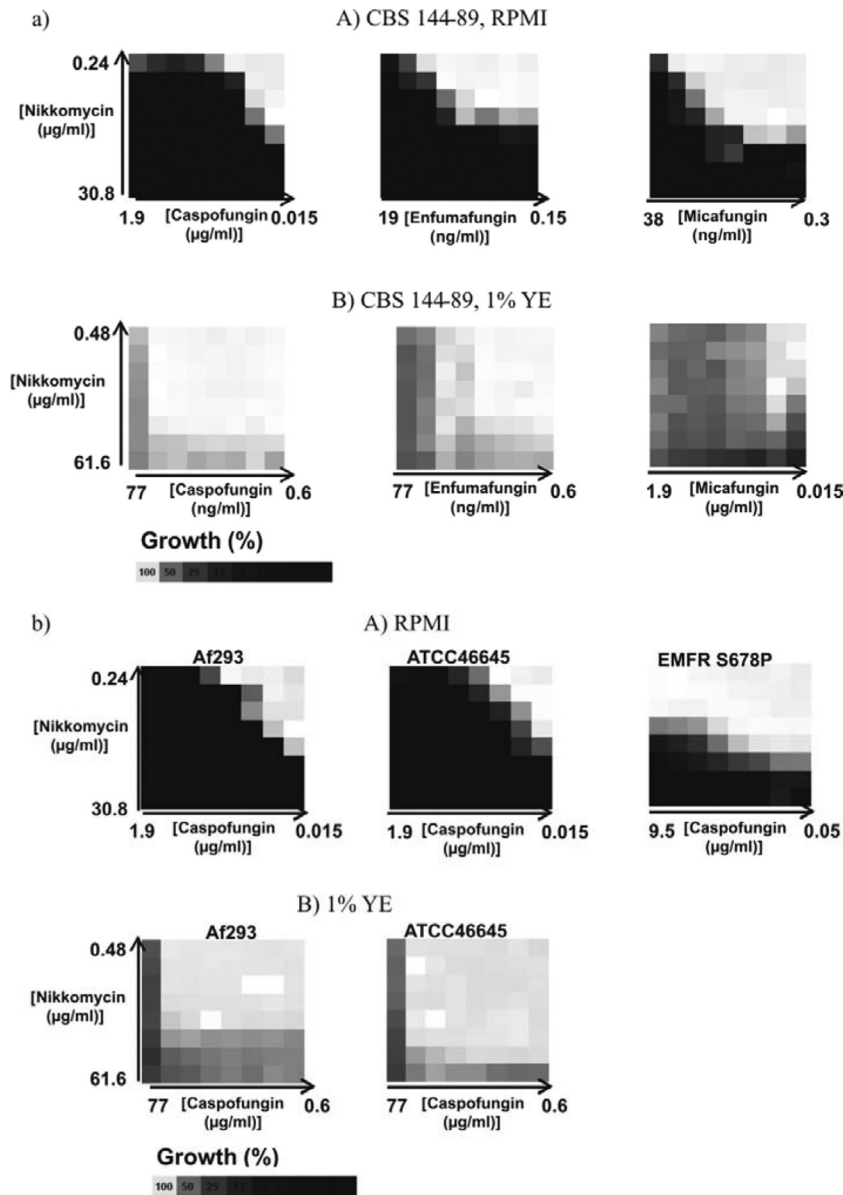 a)
A) CBS 144-89, RPMI
0.24
[Nikkomycin
(µg/ml)]
30.8
1.9 [Caspofungin 0.015
(µg/ml)]
19 [Enfumafungin 0.15
(ng/ml)]
38 [Micafungin 0.3
ng/ml)]
B) CBS 144-89, 1% YE
0.48
[Nikkomycin
(µg/ml)]
61.6
77 [Caspofungin 0.6
(ng/ml)]
77 [Enfumafungin 0.6
(ng/ml)]
1.9 [Micafungin 0.015
(µg/ml)]
Growth (%)
100 50 25
b)
A) RPMI
Af293
ATCC46645
EMFR S678P
0.24
[Nikkomycin
(µg/ml)]
30.8
1.9 [Caspofungin 0.015
(µg/ml)]
1.9 [Caspofungin 0.015
(µg/ml)]
9.5 [Caspofungin 0.05
(µg/ml)]
B) 1% YE
Af293
ATCC46645
0.48
[Nikkomycin
(µg/ml)]
61.6
77 [Caspofungin 0.6
(µg/ml)]
77 [Caspofungin 0.6
(µg/ml)]
Growth (%)
100 50 25